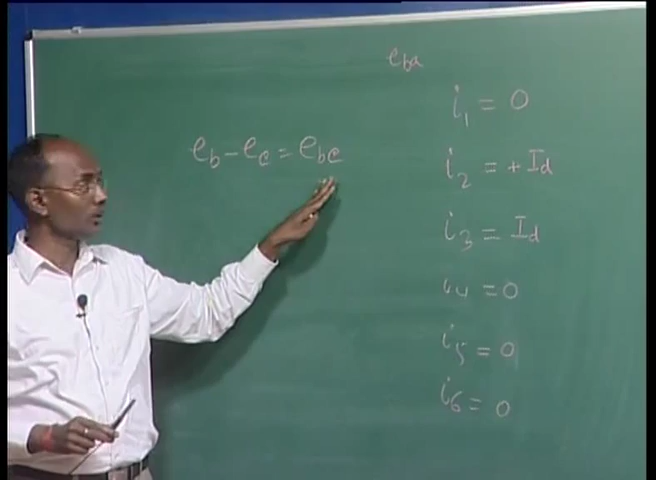 e_ba
e_b - e_c = e_bc
i_1 = 0
i_2 = + I_d
i_3 = I_d
i_4 = 0
i_5 = 0
i_6 = 0